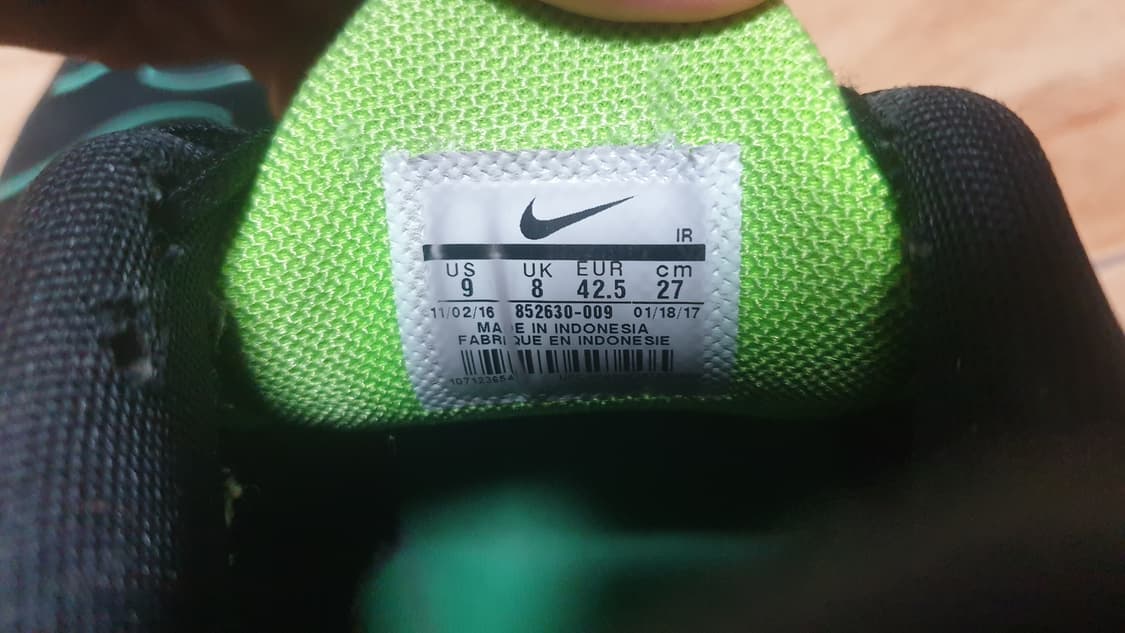 IR
US UK EUR cm
9 8 42.5 27
11/02/16 852630-009 01/18/17
MADE IN INDONESIA
FABRIQUE EN INDONESIE
107123654